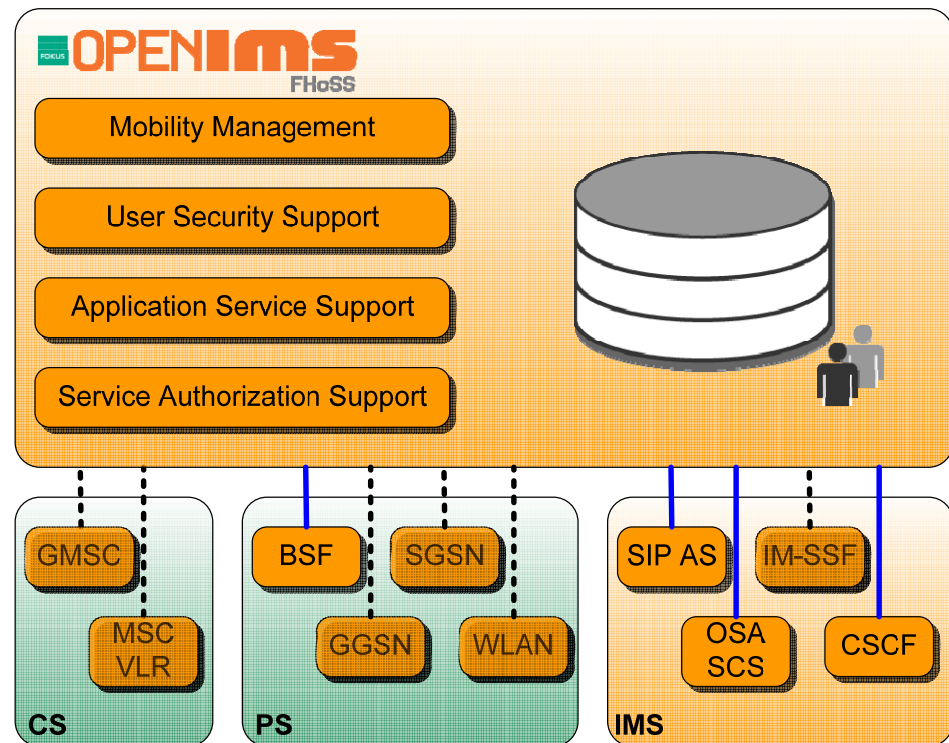 FOKUS OPENIMS
FHoSS
Mobility Management
User Security Support
Application Service Support
Service Authorization Support
GMSC
BSF
SGSN
SIP AS
IM-SSF
MSC
VLR
GGSN
WLAN
OSA
SCS
CSCF
CS
PS
IMS